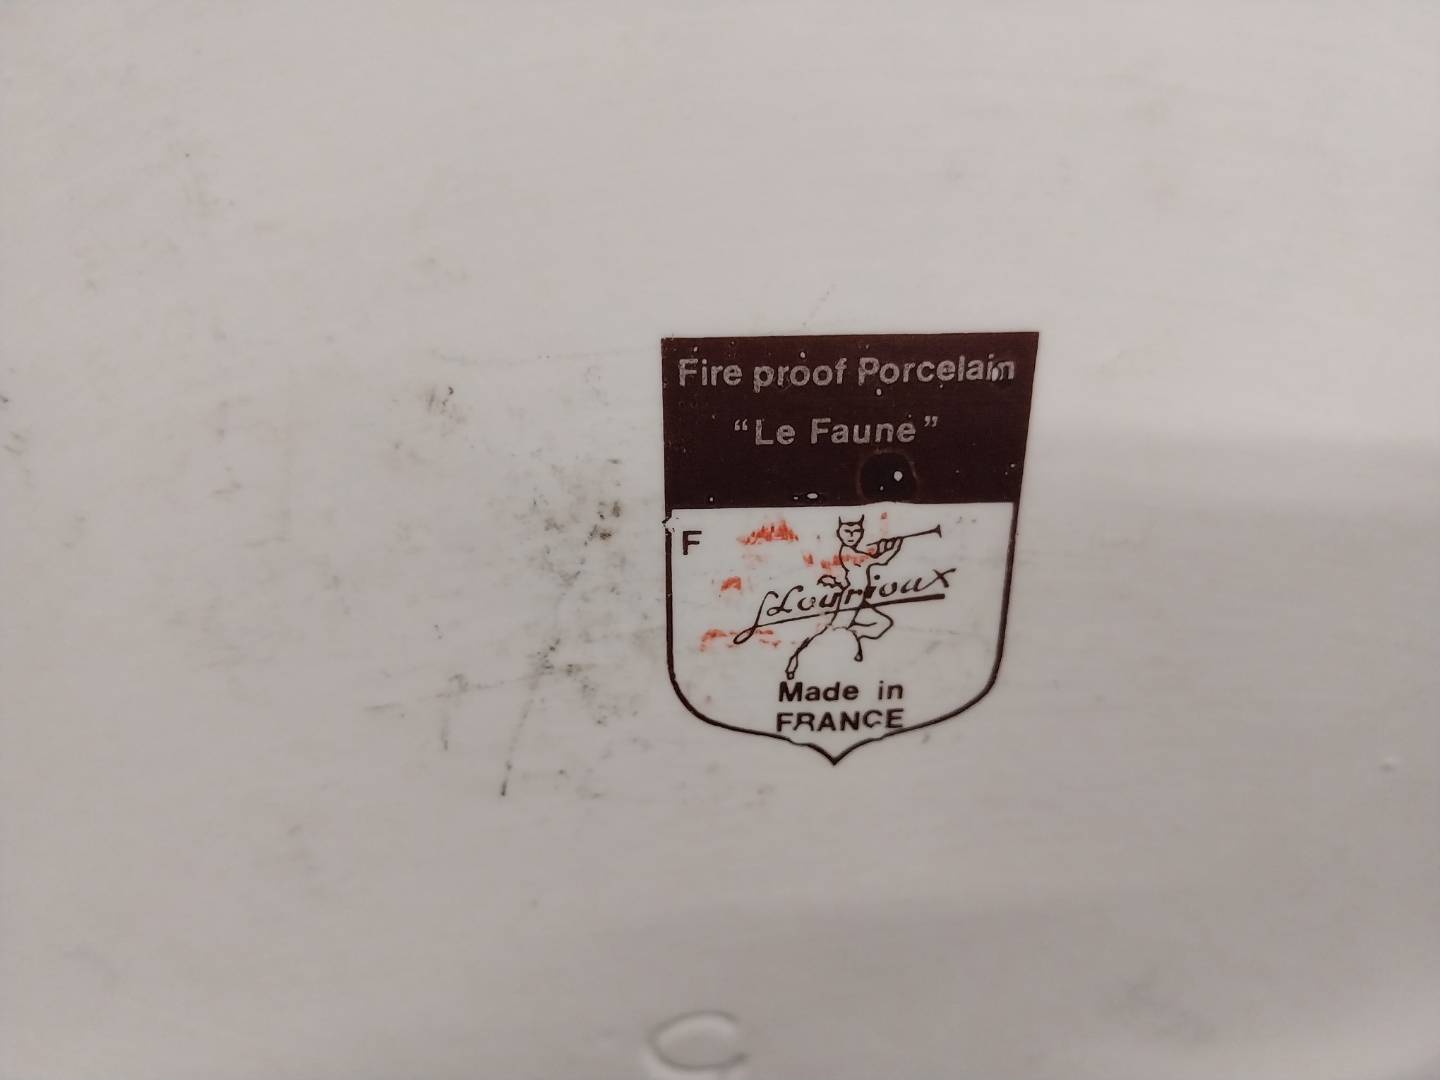 Fire proof Porcelain
“Le Faune”
F
L Lourioux
Made in
FRANCE